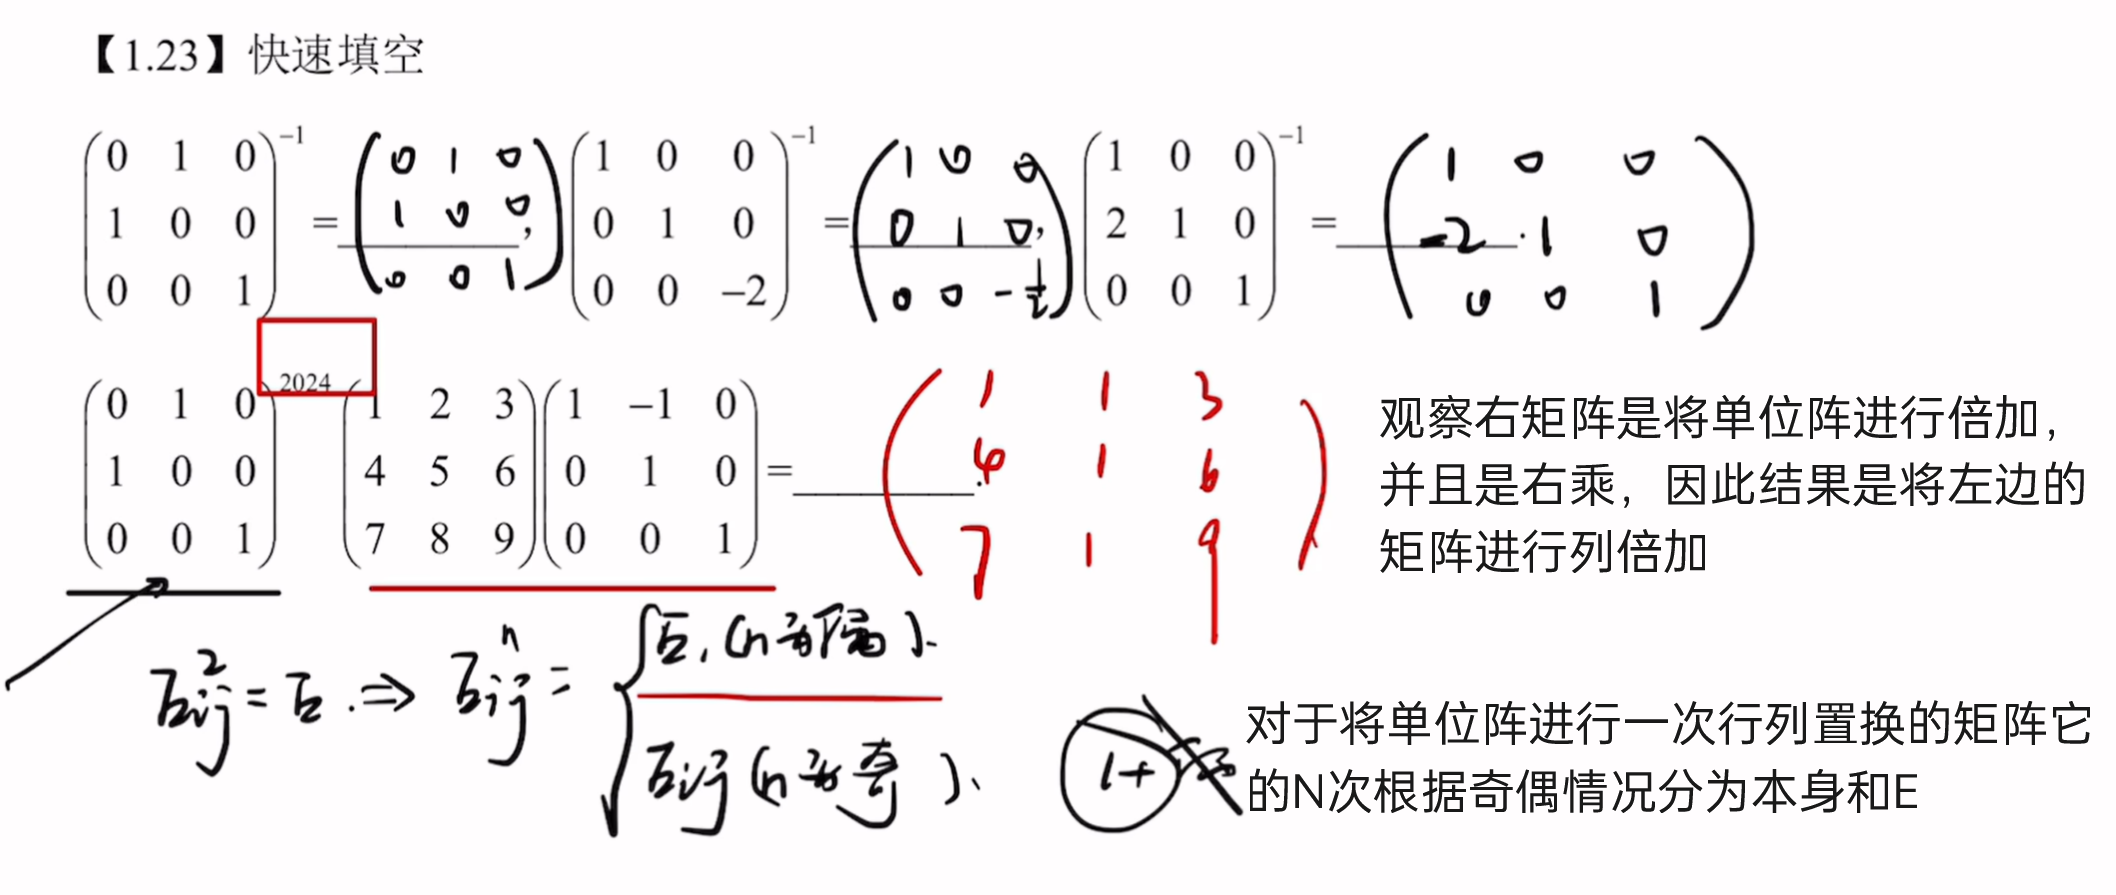 【1.23】快速填空
$\begin{pmatrix} 0 & 1 & 0 \\ 1 & 0 & 0 \\ 0 & 0 & 1 \end{pmatrix}^{-1} = \begin{pmatrix} 0 & 1 & 0 \\ 1 & 0 & 0 \\ 0 & 0 & 1 \end{pmatrix}, \begin{pmatrix} 1 & 0 & 0 \\ 0 & 1 & 0 \\ 0 & 0 & -2 \end{pmatrix}^{-1} = \begin{pmatrix} 1 & 0 & 0 \\ 0 & 1 & 0 \\ 0 & 0 & -\frac{1}{2} \end{pmatrix}, \begin{pmatrix} 1 & 0 & 0 \\ 2 & 1 & 0 \\ 0 & 0 & 1 \end{pmatrix}^{-1} = \begin{pmatrix} 1 & 0 & 0 \\ -2 & 1 & 0 \\ 0 & 0 & 1 \end{pmatrix}.$
$\begin{pmatrix} 0 & 1 & 0 \\ 1 & 0 & 0 \\ 0 & 0 & 1 \end{pmatrix}^{2024} \begin{pmatrix} 1 & 2 & 3 \\ 4 & 5 & 6 \\ 7 & 8 & 9 \end{pmatrix} \begin{pmatrix} 1 & -1 & 0 \\ 0 & 1 & 0 \\ 0 & 0 & 1 \end{pmatrix} = \begin{pmatrix} 1 & 1 & 3 \\ 4 & 1 & 6 \\ 7 & 1 & 9 \end{pmatrix}.$
观察右矩阵是将单位阵进行倍加，
并且是右乘，因此结果是将左边的
矩阵进行列倍加
$E_{ij}^2 = E. \Rightarrow E_{ij}^n = \begin{cases} E, (n为偶). \\ E_{ij} (n为奇). \end{cases}$
对于将单位阵进行一次行列置换的矩阵它
的N次根据奇偶情况分为本身和E